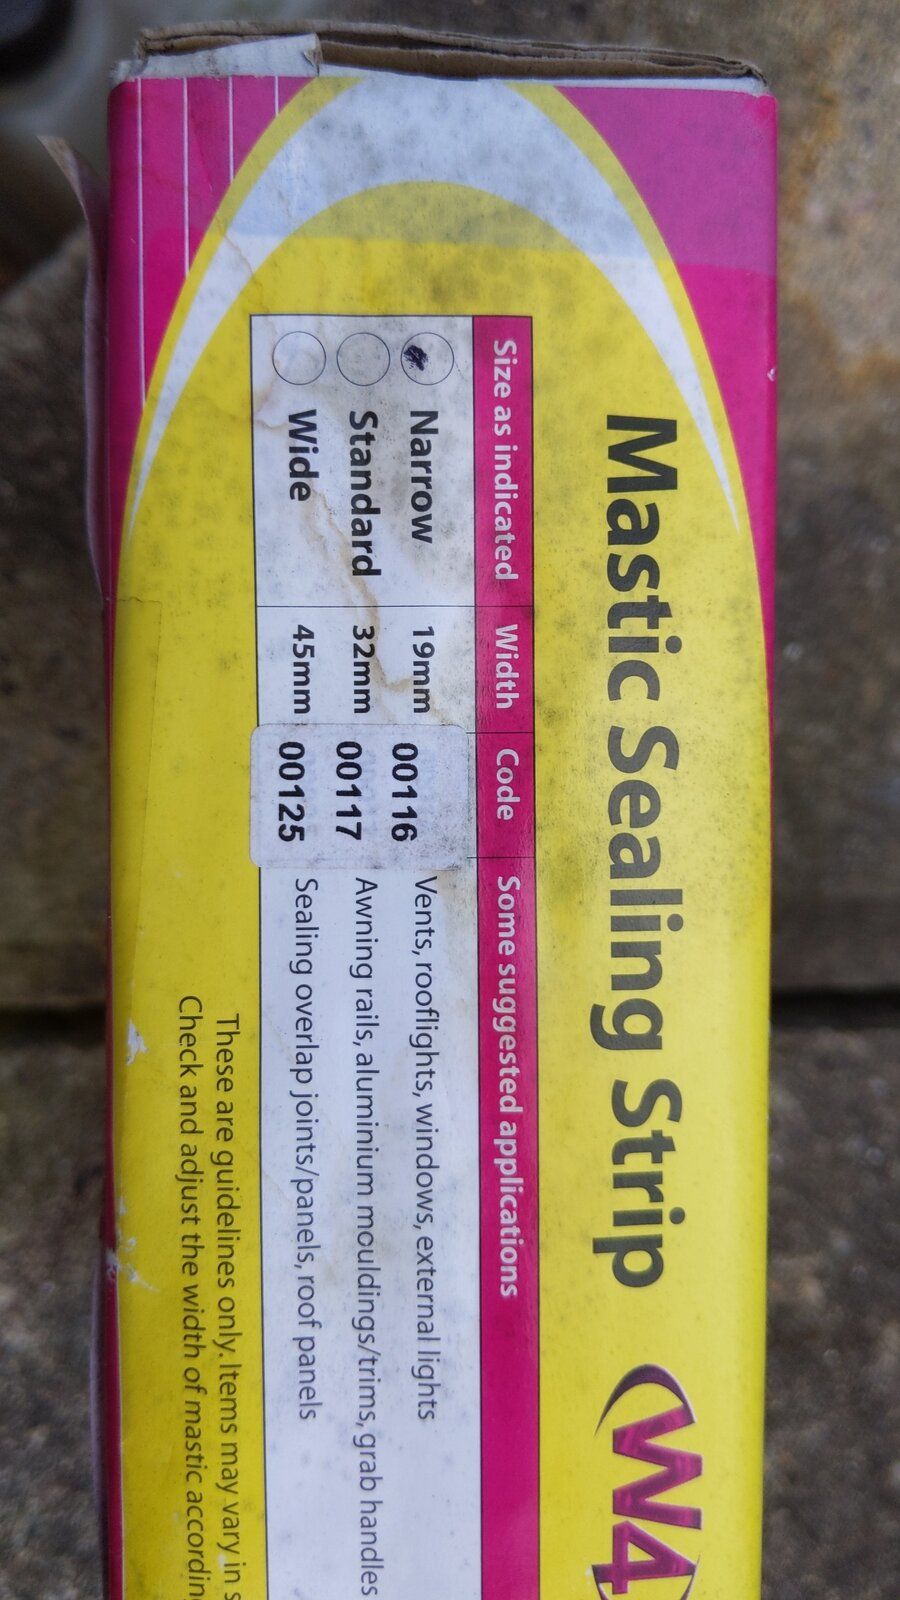 Mastic Sealing Strip W4
Size as indicated Width Code Some suggested applications
Narrow 19mm 00116 Vents, rooflights, windows, external lights
Standard 32mm 00117 Awning rails, aluminium mouldings/trims, grab handles
Wide 45mm 00125 Sealing overlap joints/panels, roof panels
These are guidelines only. Items may vary in s
Check and adjust the width of mastic according